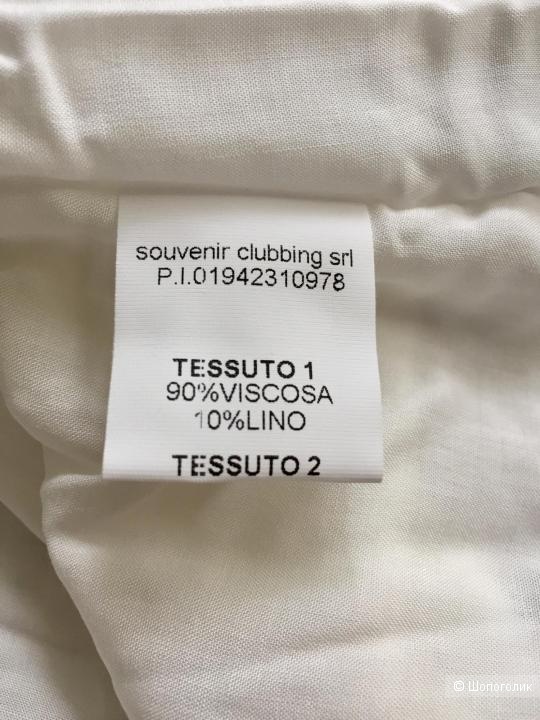 souvenir clubbing srl
P.I.01942310978
TESSUTO 1
90%VISCOSA
10%LINO
TESSUTO 2
© Шопоголик